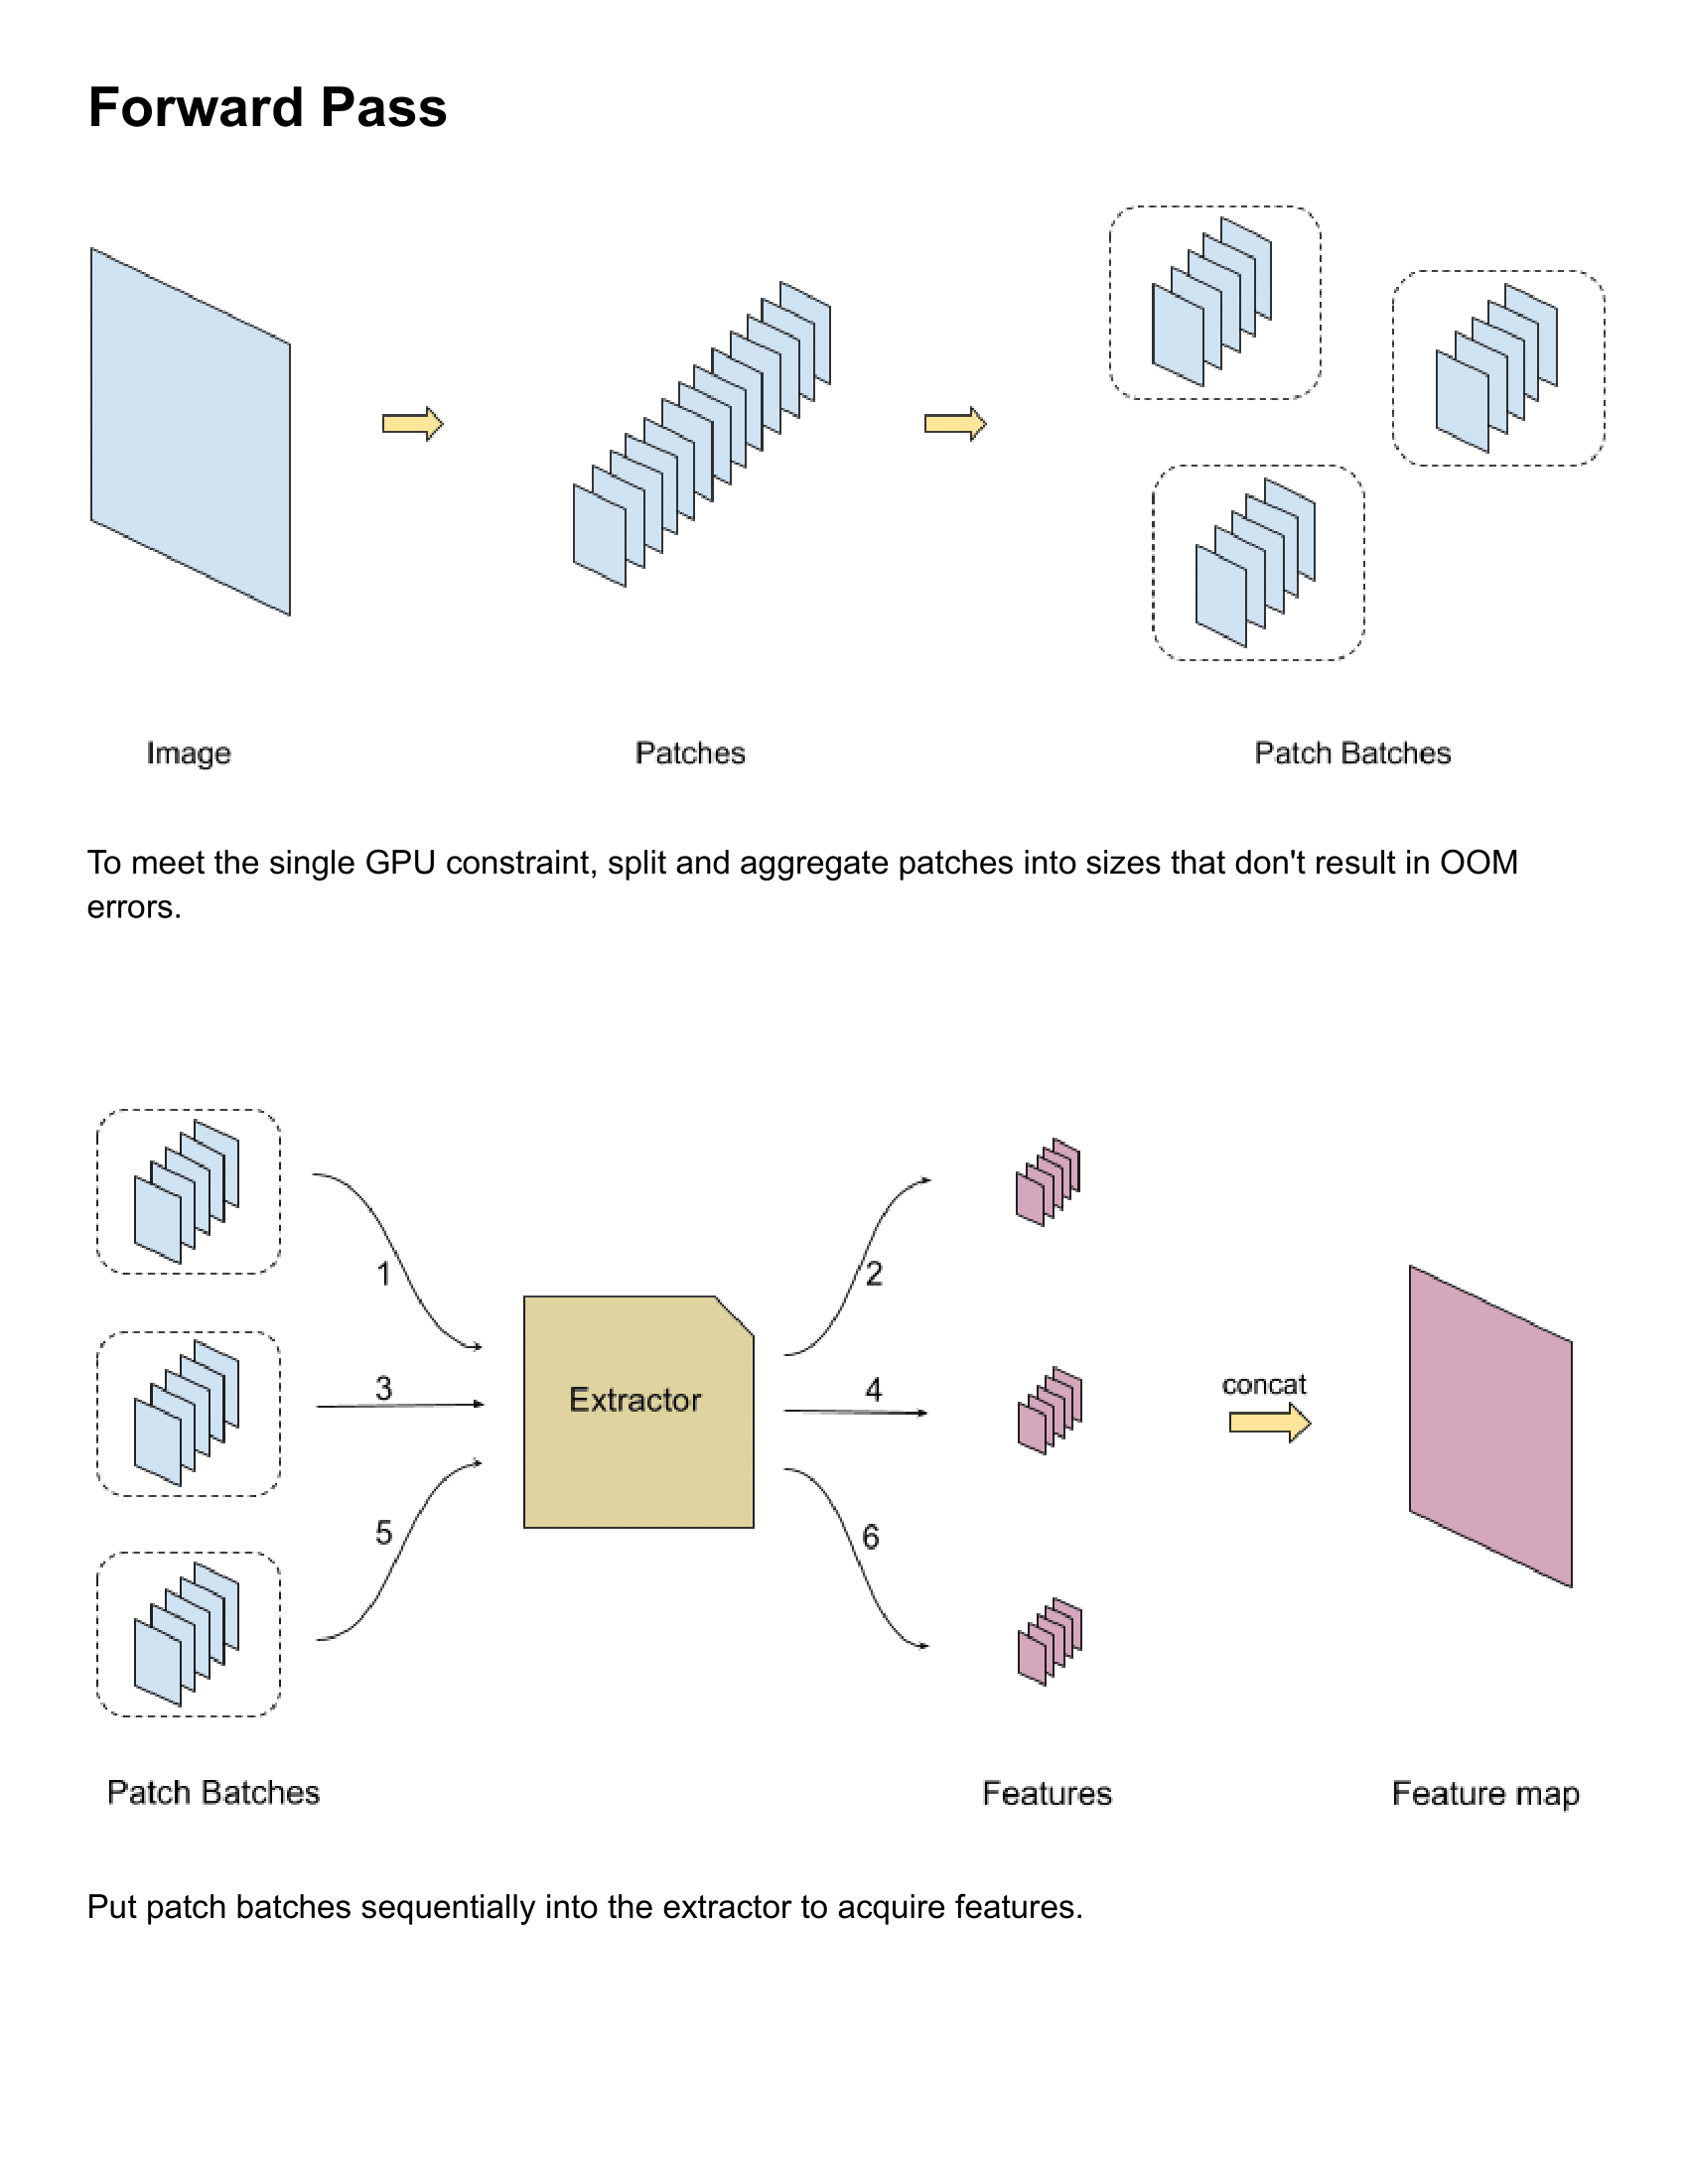 Forward Pass
Image
Patches
Patch Batches
To meet the single GPU constraint, split and aggregate patches into sizes that don't result in OOM
errors.
1
2
3
4
Extractor
concat
5
6
Patch Batches
Features
Feature map
Put patch batches sequentially into the extractor to acquire features.